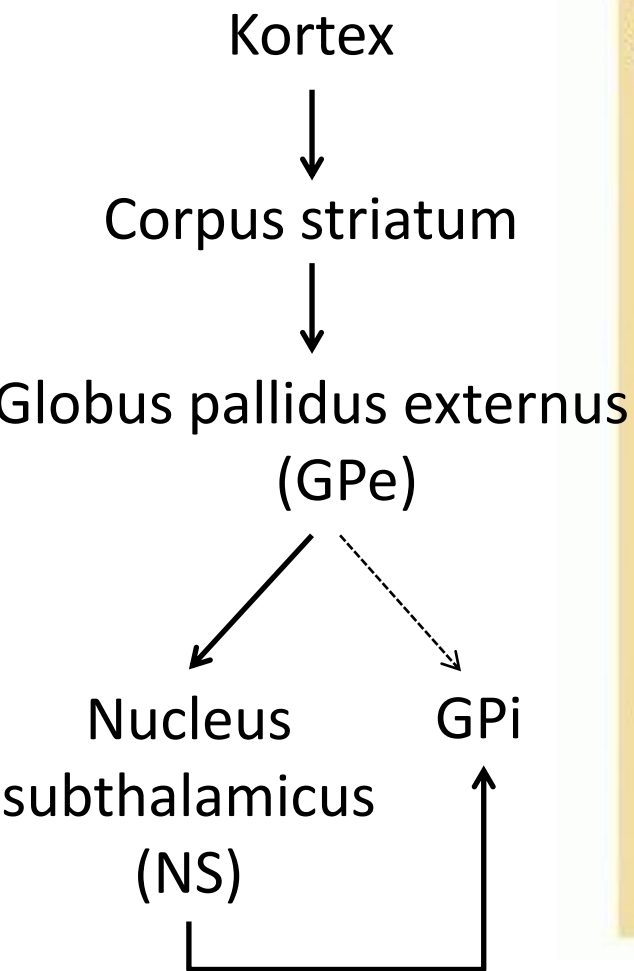 Kortex
Corpus striatum
Globus pallidus externus
(GPe)
Nucleus
subthalamicus
(NS)
GPi